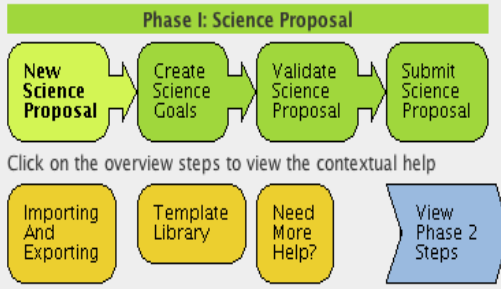 Phase I: Science Proposal
New
Science
Proposal
Create
Science
Goals
Validate
Science
Proposal
Submit
Science
Proposal
Click on the overview steps to view the contextual help
Importing
And
Exporting
Template
Library
Need
More
Help?
View
Phase 2
Steps